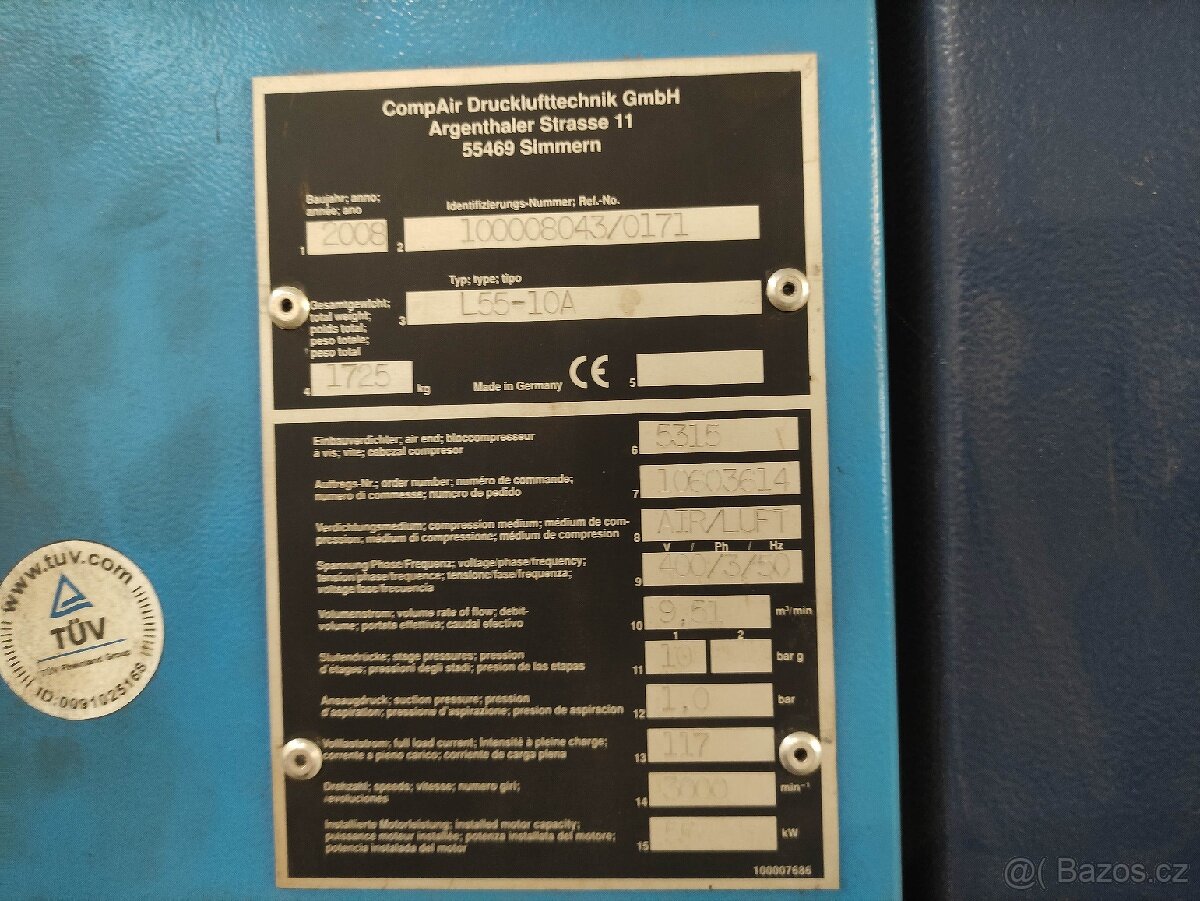 CompAir Drucklufttechnik GmbH
Argenthaler Strasse 11
55469 Simmern
Baujahr; anno;
année; ano
1 2008
Identifizierungs-Nummer; Ref.-No.
2 100008043/0171
Typ; type; tipo
3 L55-10A
Gesamtgewicht;
total weight;
poids total;
peso totale;
peso total
4 1725 kg
Made in Germany CE 5
Einbauverdichter; air end; bloccompresseur
à vis; vite; cabezal compresor
6 5315
Auftrags-Nr.; order number; numéro de commande;
numero di commessa; numero de pedido
7 10603614
Verdichtungsmedium; compression medium; médium de com-
pression; médium di compressione; médium de compresion
8 AIR/LUFT
V / Ph / Hz
Spannung/Phase/Frequenz; voltage/phase/frequency;
tension/phase/frequence; tensione/fase/frequenza;
voltage/fase/frecuencia
9 400/3/50
Volumenstrom; volume rate of flow; debit-
volume; portata effettiva; caudal efectivo
10 9,51 m³/min
1 2
stage pressures; pression
d'etages; pressioni degli stadi; presion de las etapas
11 10 bar g
Ansaugdruck; suction pressure; pression
d'aspiration; pressione d'aspirazione; presion de aspiracion
12 1,0 bar
Vollaststrom; full load current; intensité à pleine charge;
corrente a pieno carico; corriente de carga plena
13 117
Drehzahl; speeds; vitesse; numero giri;
revoluciones
14 3000 min⁻¹
Installierte Motorleistung; installed motor capacity;
puissance moteur installée; potenza installata del motore;
potencia instalada del motor
15 kW
100007686
www.tuv.com
TÜV
TÜV Rheinland Group
ID:0091025168
@( Bazos.cz